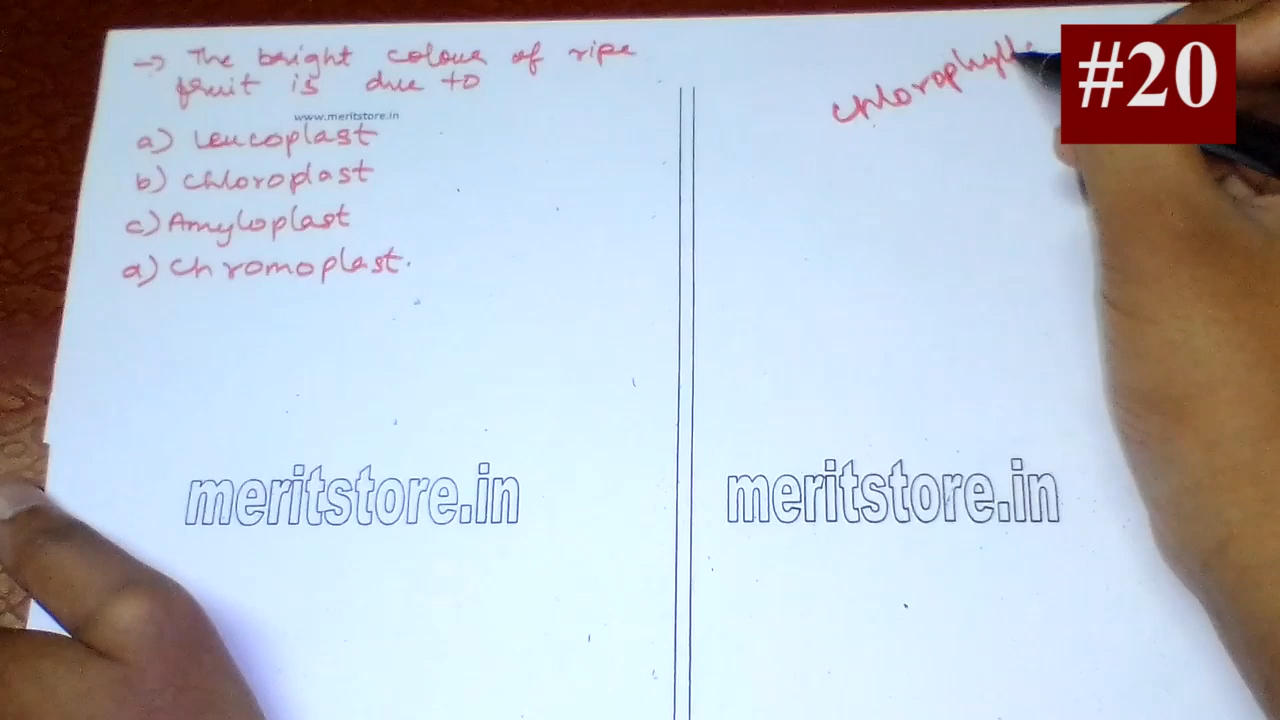 → The bright colour of ripe
fruit is due to
www.meritstore.in
a) Leucoplast
b) Chloroplast
c) Amyloplast
a) Chromoplast.
chlorophyll
#20
meritstore.in
meritstore.in